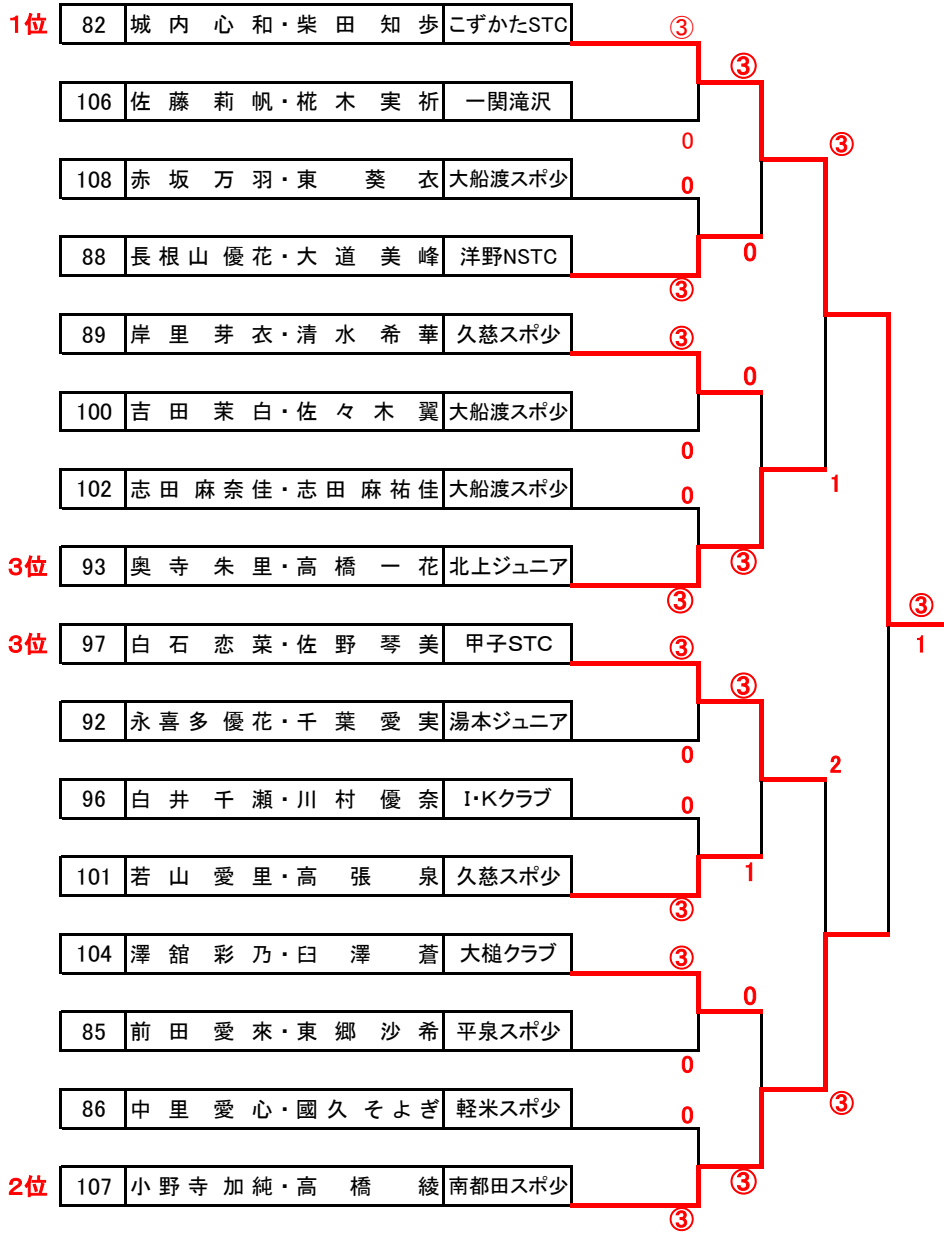 1位 82 城内心和・柴田知歩 こずかたSTC ③
③
106 佐藤莉帆・椛木実祈 一関滝沢
0
③
108 赤坂万羽・東葵衣 大船渡スポ少 0
88 長根山優花・大道美峰 洋野NSTC 0
③
89 岸里芽衣・清水希華 久慈スポ少 ③
0
100 吉田茉白・佐々木翼 大船渡スポ少
0
102 志田麻奈佳・志田麻祐佳 大船渡スポ少 0
1
3位 93 奥寺朱里・高橋一花 北上ジュニア ③
③
③
3位 97 白石恋菜・佐野琴美 甲子STC ③
1
③
92 永喜多優花・千葉愛実 湯本ジュニア
0
2
96 白井千瀬・川村優奈 I・Kクラブ 0
101 若山愛里・高張泉 久慈スポ少 1
③
104 澤舘彩乃・臼澤蒼 大槌クラブ ③
0
85 前田愛來・東郷沙希 平泉スポ少
0
86 中里愛心・國久そよぎ 軽米スポ少 0
③
2位 107 小野寺加純・高橋綾 南都田スポ少 ③
③